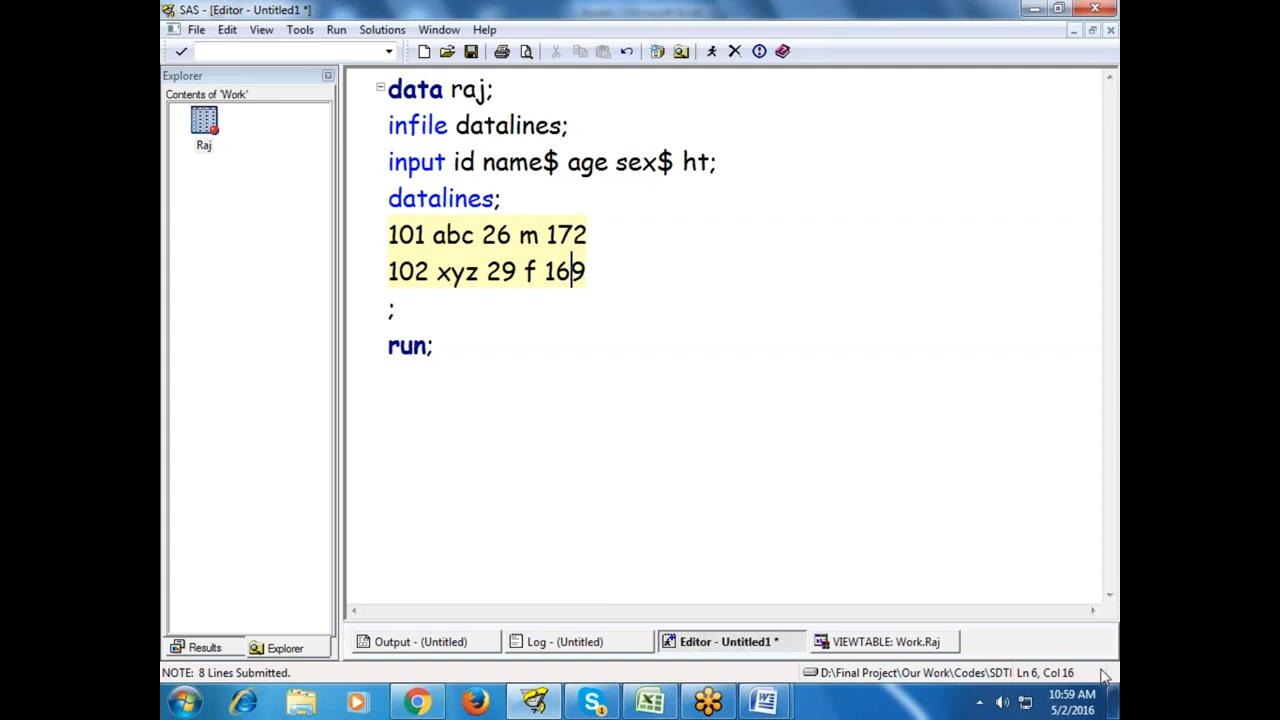 SAS - [Editor - Untitled1 *]
File Edit View Tools Run Solutions Window Help
Explorer
Contents of 'Work'
Raj
data raj;
infile datalines;
input id name$ age sex$ ht;
datalines;
101 abc 26 m 172
102 xyz 29 f 169
;
run;
Results Explorer
Output - (Untitled) Log - (Untitled) Editor - Untitled1 * VIEWTABLE: Work.Raj
NOTE: 8 Lines Submitted. D:\Final Project\Our Work\Codes\SDTI Ln 6, Col 16
10:59 AM
5/2/2016